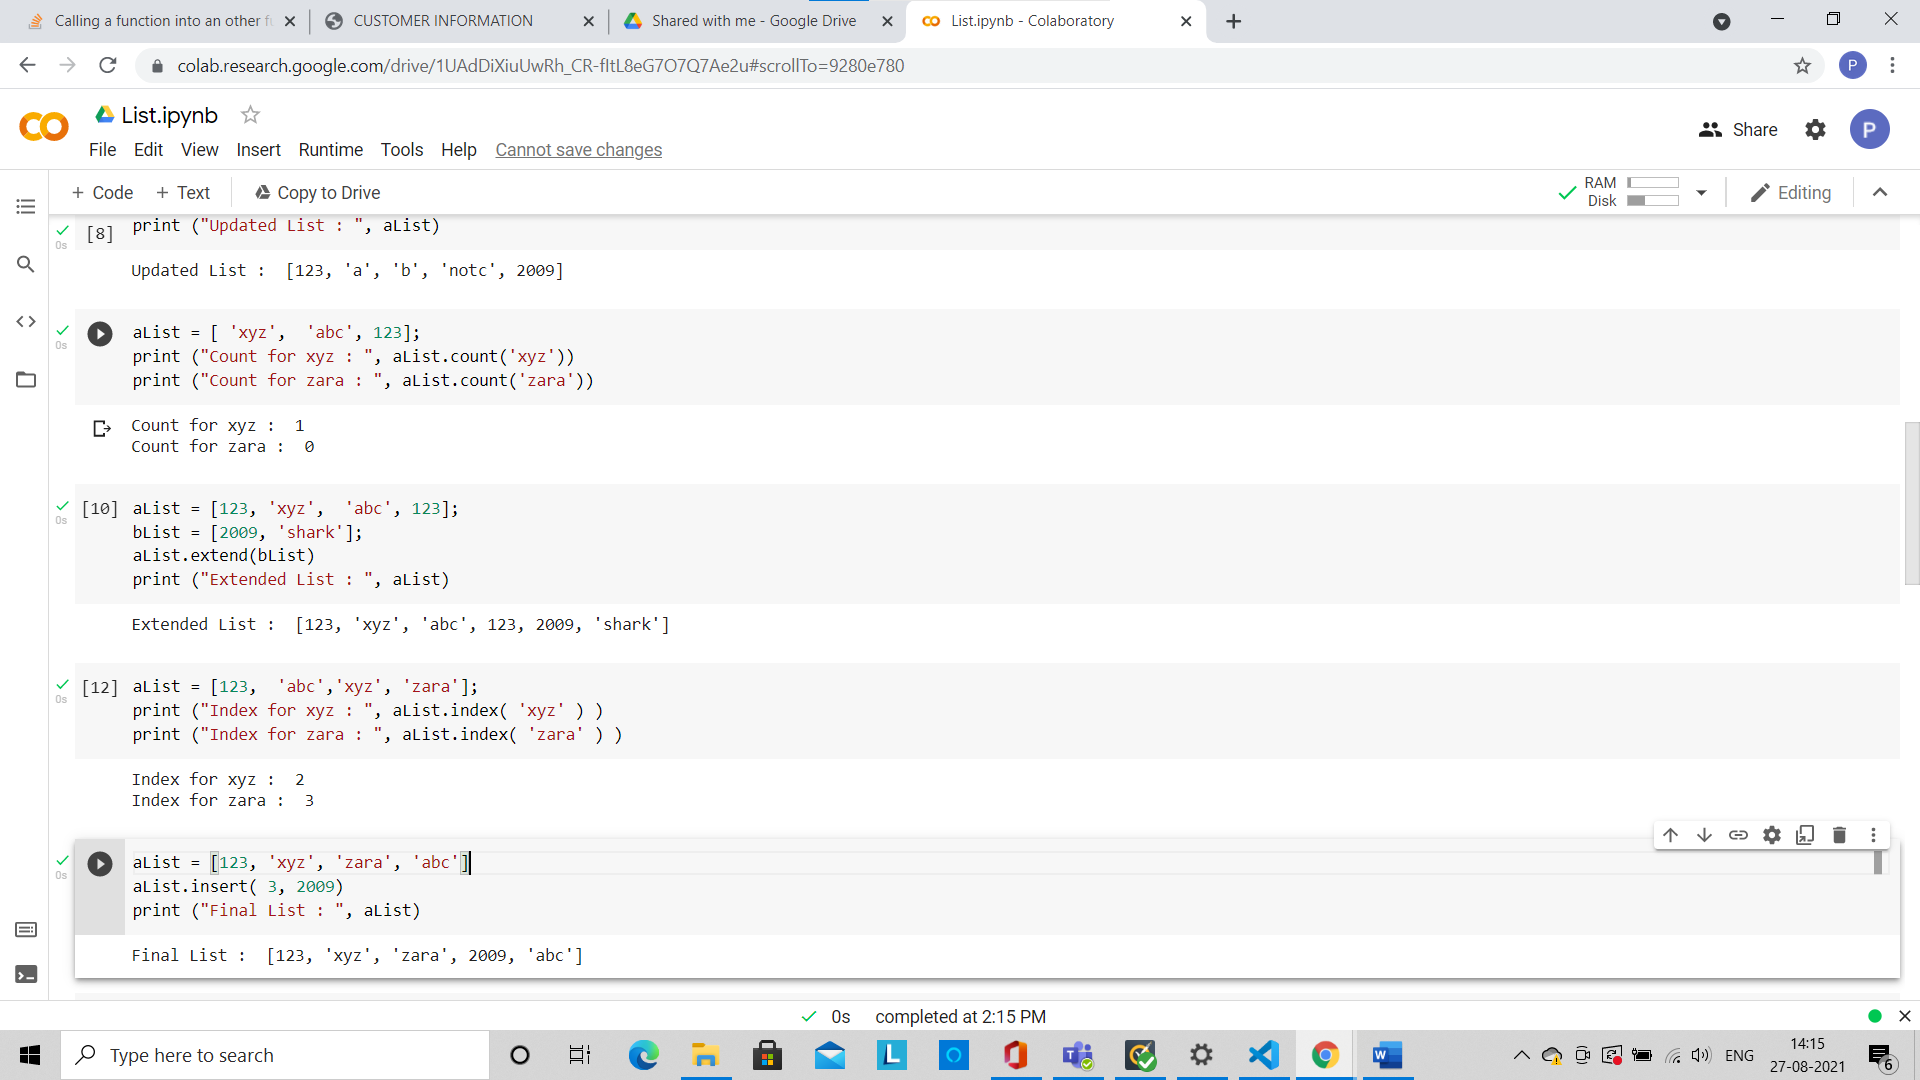 Calling a function into an other fu
CUSTOMER INFORMATION
Shared with me - Google Drive
List.ipynb - Colaboratory
colab.research.google.com/drive/1UAdDiXiuUwRh_CR-fItL8eG7O7Q7Ae2u#scrollTo=9280e780
P
CO
List.ipynb
File Edit View Insert Runtime Tools Help Cannot save changes
Share
P
+ Code + Text Copy to Drive
RAM
Disk
Editing
0s
[8]
print ("Updated List : ", aList)
Updated List :  [123, 'a', 'b', 'notc', 2009]
0s
aList = [ 'xyz',  'abc', 123];
print ("Count for xyz : ", aList.count('xyz'))
print ("Count for zara : ", aList.count('zara'))
Count for xyz :  1
Count for zara :  0
0s
[10] aList = [123, 'xyz',  'abc', 123];
bList = [2009, 'shark'];
aList.extend(bList)
print ("Extended List : ", aList)
Extended List :  [123, 'xyz', 'abc', 123, 2009, 'shark']
0s
[12] aList = [123,  'abc','xyz', 'zara'];
print ("Index for xyz : ", aList.index( 'xyz' ) )
print ("Index for zara : ", aList.index( 'zara' ) )
Index for xyz :  2
Index for zara :  3
0s
aList = [123, 'xyz', 'zara', 'abc']
aList.insert( 3, 2009)
print ("Final List : ", aList)
Final List :  [123, 'xyz', 'zara', 2009, 'abc']
0s completed at 2:15 PM
Type here to search
L
W
ENG
14:15
27-08-2021
6